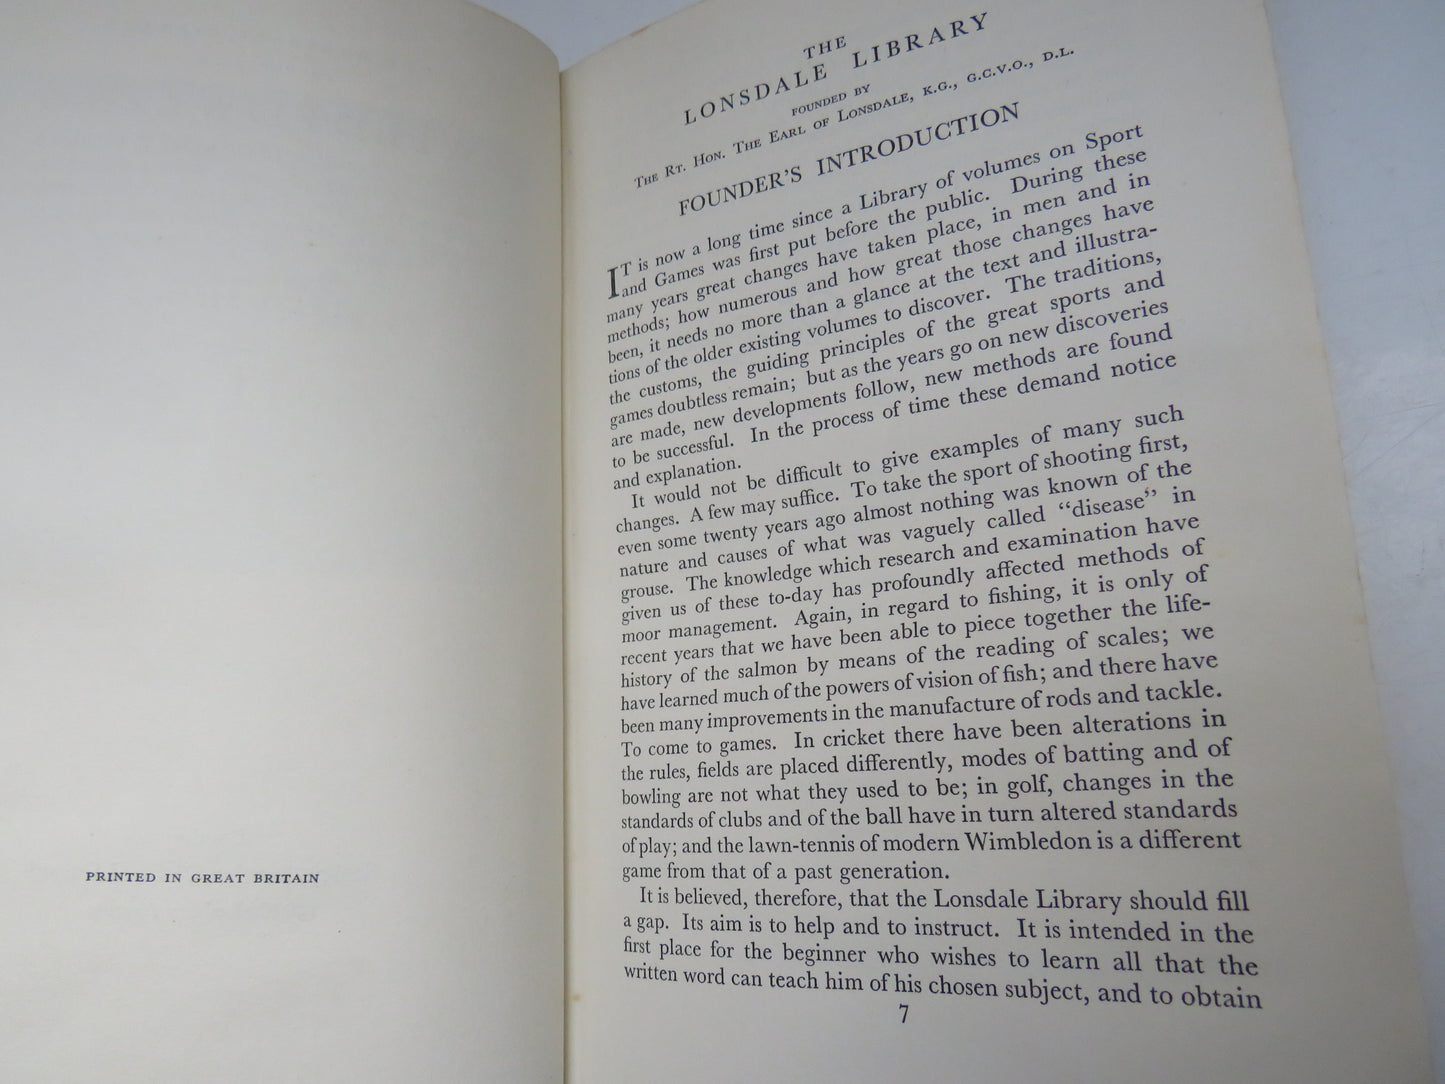 PRINTED IN GREAT BRITAIN
THE
LONSDALE LIBRARY
FOUNDED BY
THE RT. HON. THE EARL OF LONSDALE, K.G., G.C.V.O., D.L.
FOUNDER'S INTRODUCTION
IT is now a long time since a Library of volumes on Sport
and Games was first put before the public. During these
many years great changes have taken place, in men and in
methods; how numerous and how great those changes have
been, it needs no more than a glance at the text and illustra-
tions of the older existing volumes to discover. The traditions,
the customs, the guiding principles of the great sports and
games doubtless remain; but as the years go on new discoveries
are made, new developments follow, new methods are found
to be successful. In the process of time these demand notice
and explanation.
It would not be difficult to give examples of many such
changes. A few may suffice. To take the sport of shooting first,
even some twenty years ago almost nothing was known of the
nature and causes of what was vaguely called "disease" in
grouse. The knowledge which research and examination have
given us of these to-day has profoundly affected methods of
moor management. Again, in regard to fishing, it is only of
recent years that we have been able to piece together the life-
history of the salmon by means of the reading of scales; we
have learned much of the powers of vision of fish; and there have
been many improvements in the manufacture of rods and tackle.
To come to games. In cricket there have been alterations in
the rules, fields are placed differently, modes of batting and of
bowling are not what they used to be; in golf, changes in the
standards of clubs and of the ball have in turn altered standards
of play; and the lawn-tennis of modern Wimbledon is a different
game from that of a past generation.
It is believed, therefore, that the Lonsdale Library should fill
a gap. Its aim is to help and to instruct. It is intended in the
first place for the beginner who wishes to learn all that the
written word can teach him of his chosen subject, and to obtain
7